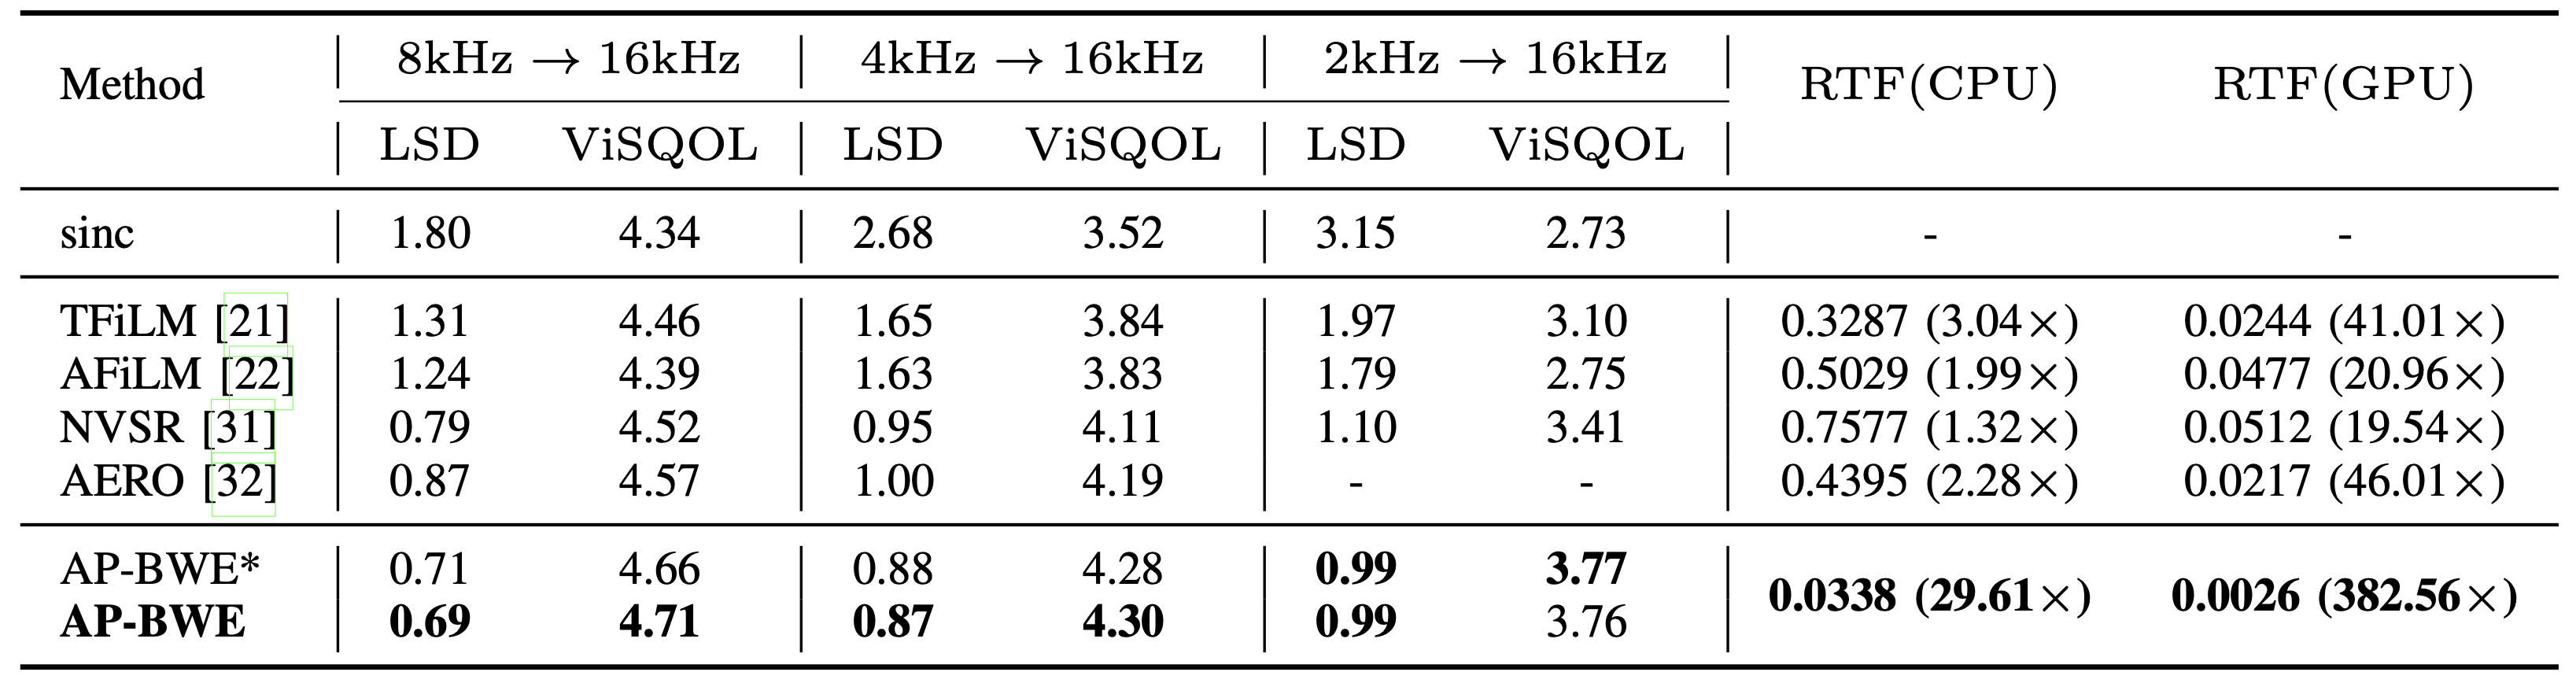 Method 8kHz → 16kHz 4kHz → 16kHz 2kHz → 16kHz RTF(CPU) RTF(GPU)
LSD ViSQOL LSD ViSQOL LSD ViSQOL
sinc 1.80 4.34 2.68 3.52 3.15 2.73 - -
TFiLM [21] 1.31 4.46 1.65 3.84 1.97 3.10 0.3287 (3.04×) 0.0244 (41.01×)
AFiLM [22] 1.24 4.39 1.63 3.83 1.79 2.75 0.5029 (1.99×) 0.0477 (20.96×)
NVSR [31] 0.79 4.52 0.95 4.11 1.10 3.41 0.7577 (1.32×) 0.0512 (19.54×)
AERO [32] 0.87 4.57 1.00 4.19 - - 0.4395 (2.28×) 0.0217 (46.01×)
AP-BWE* 0.71 4.66 0.88 4.28 0.99 3.77 0.0338 (29.61×) 0.0026 (382.56×)
AP-BWE 0.69 4.71 0.87 4.30 0.99 3.76